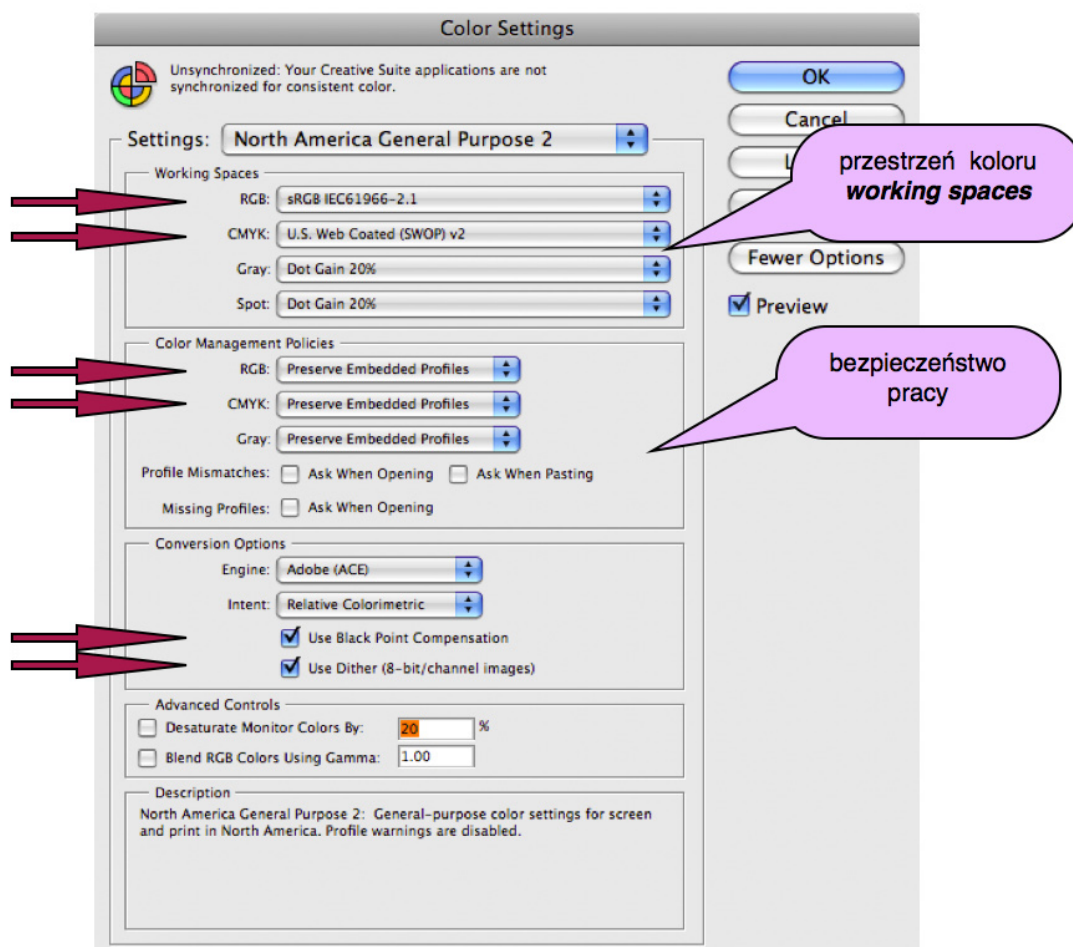 Color Settings
Unsynchronized: Your Creative Suite applications are not
synchronized for consistent color.
OK
Cancel
Settings: North America General Purpose 2
L
przestrzeń koloru
working spaces
Working Spaces
RGB: sRGB IEC61966-2.1
CMYK: U.S. Web Coated (SWOP) v2
Gray: Dot Gain 20%
Fewer Options
Spot: Dot Gain 20%
Preview
Color Management Policies
RGB: Preserve Embedded Profiles
CMYK: Preserve Embedded Profiles
Gray: Preserve Embedded Profiles
bezpieczeństwo
pracy
Profile Mismatches: Ask When Opening Ask When Pasting
Missing Profiles: Ask When Opening
Conversion Options
Engine: Adobe (ACE)
Intent: Relative Colorimetric
Use Black Point Compensation
Use Dither (8-bit/channel images)
Advanced Controls
Desaturate Monitor Colors By: 20 %
Blend RGB Colors Using Gamma: 1.00
Description
North America General Purpose 2: General-purpose color settings for screen
and print in North America. Profile warnings are disabled.